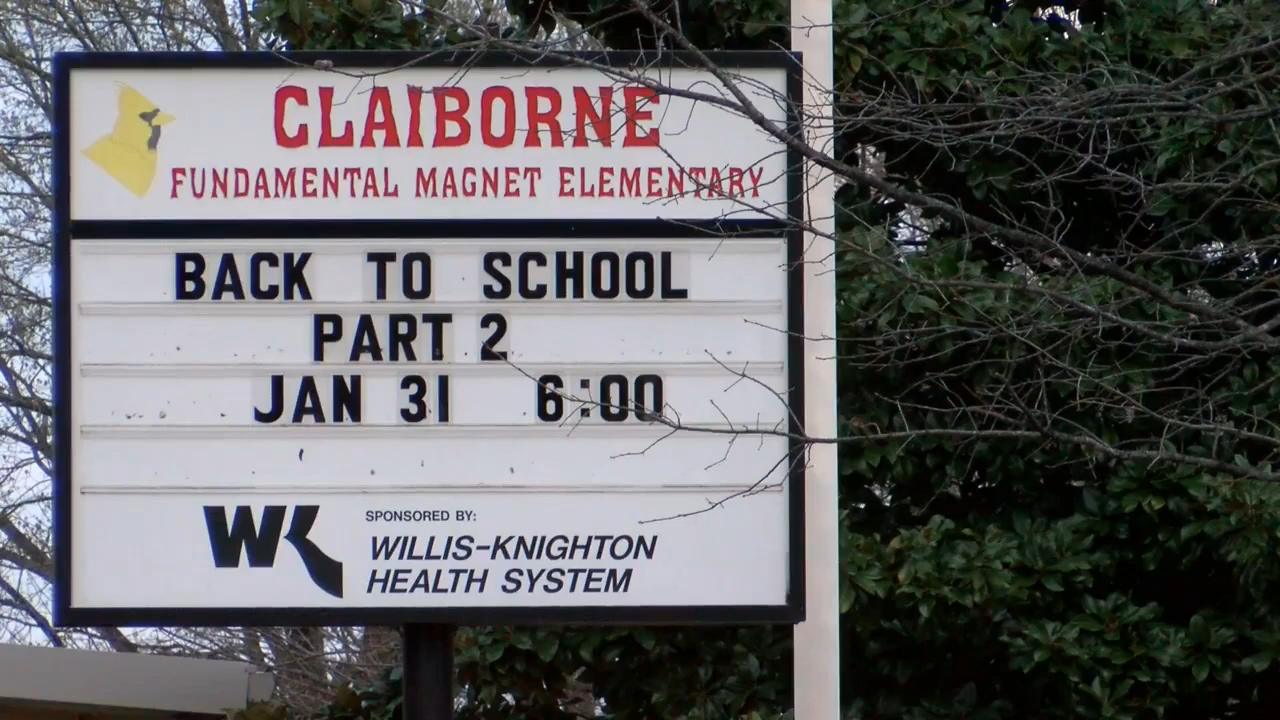 CLAIBORNE
FUNDAMENTAL MAGNET ELEMENTARY
BACK TO SCHOOL
PART 2
JAN 31 6:00
WK
SPONSORED BY:
WILLIS-KNIGHTON
HEALTH SYSTEM